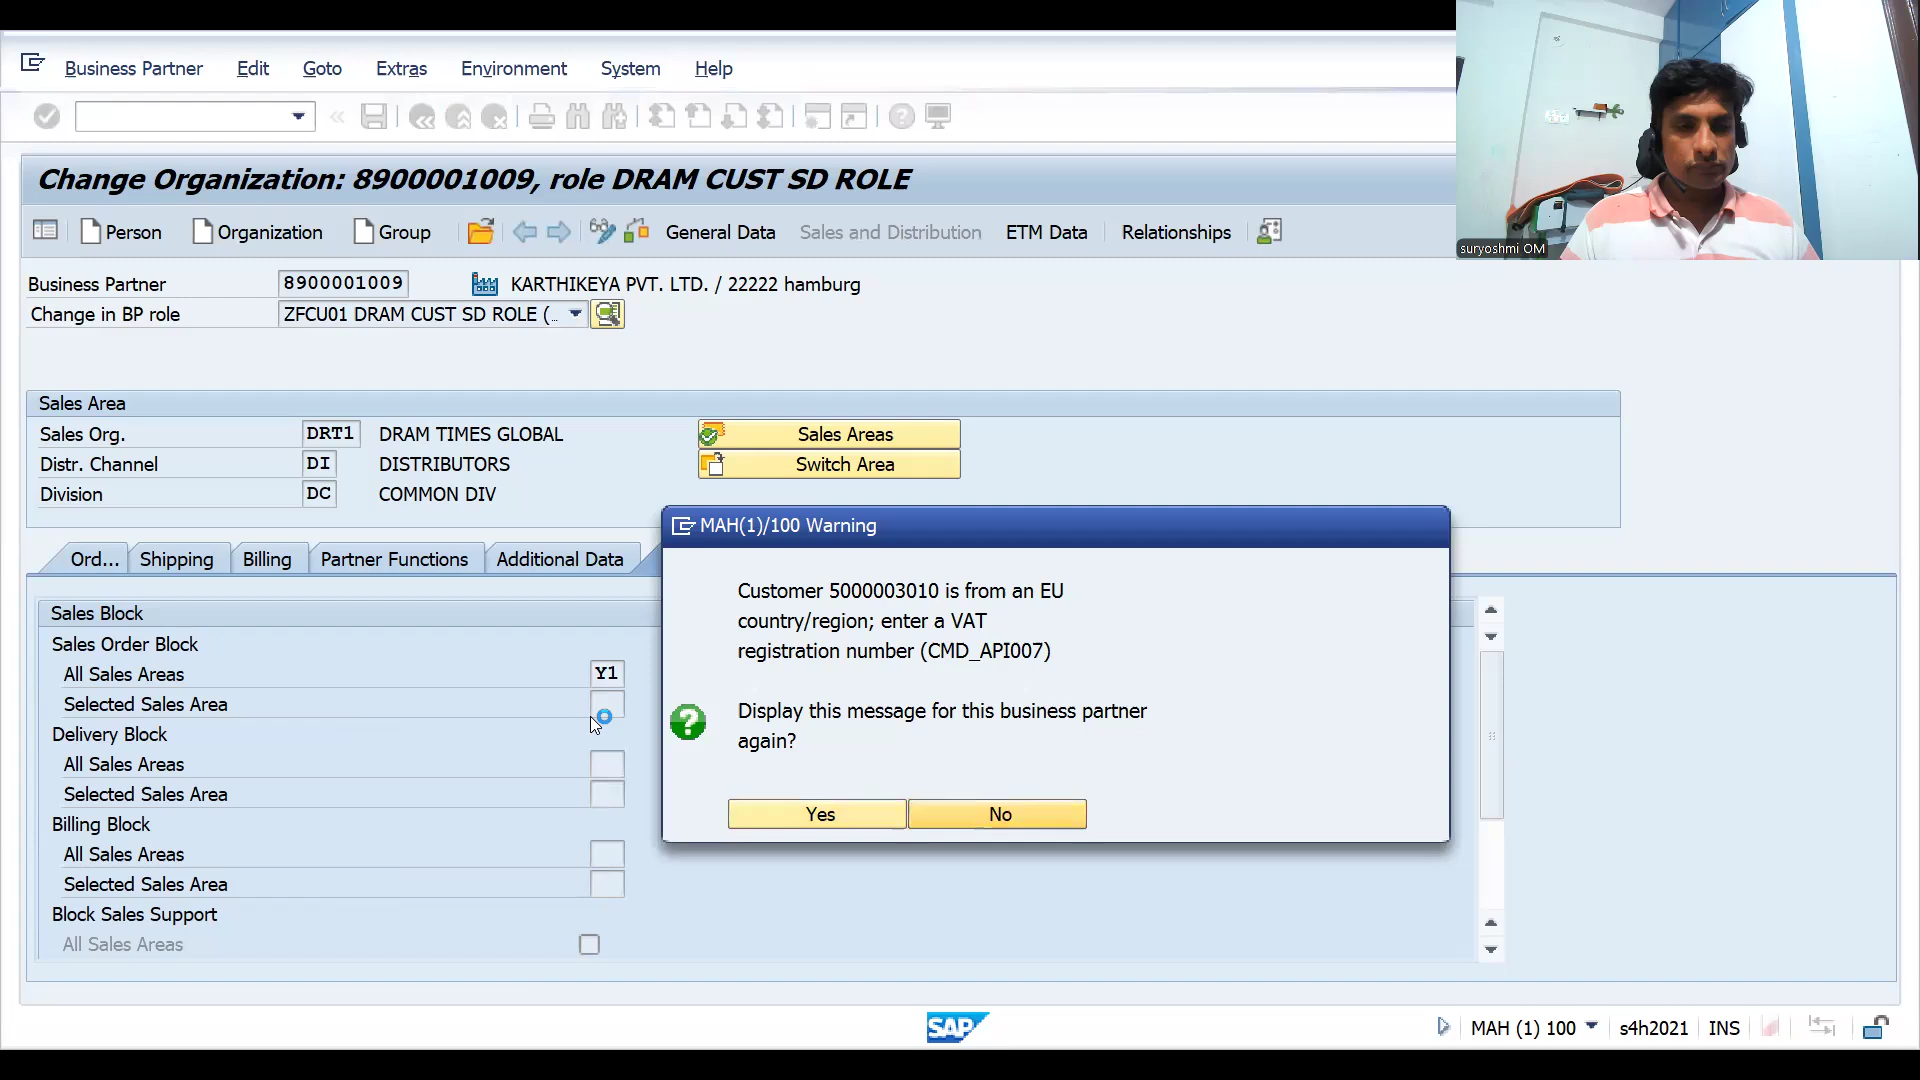 Business Partner Edit Goto Extras Environment System Help
Change Organization: 8900001009, role DRAM CUST SD ROLE
Person Organization Group General Data Sales and Distribution ETM Data Relationships
suryoshmi OM
Business Partner 8900001009 KARTHIKEYA PVT. LTD. / 22222 hamburg
Change in BP role ZFCU01 DRAM CUST SD ROLE (...
Sales Area
Sales Org. DRT1 DRAM TIMES GLOBAL Sales Areas
Distr. Channel DI DISTRIBUTORS Switch Area
Division DC COMMON DIV
Ord... Shipping Billing Partner Functions Additional Data
Sales Block
Sales Order Block
All Sales Areas Y1
Selected Sales Area
Delivery Block
All Sales Areas
Selected Sales Area
Billing Block
All Sales Areas
Selected Sales Area
Block Sales Support
All Sales Areas
MAH(1)/100 Warning
Customer 5000003010 is from an EU
country/region; enter a VAT
registration number (CMD_API007)
Display this message for this business partner
again?
Yes No
SAP
MAH (1) 100 s4h2021 INS